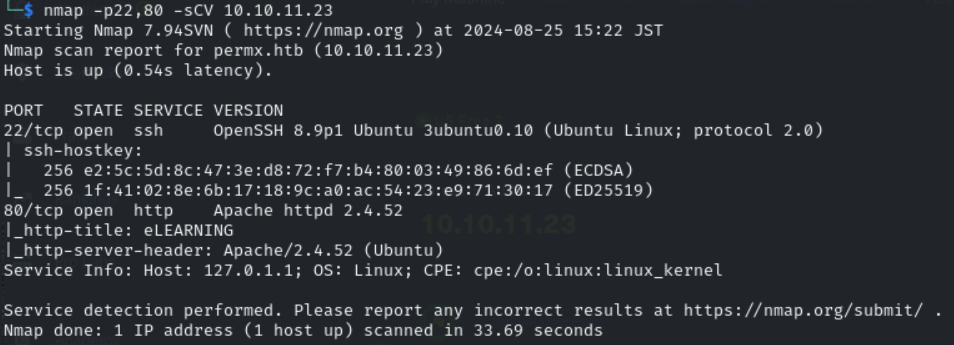 $ nmap -p22,80 -sCV 10.10.11.23
Starting Nmap 7.94SVN ( https://nmap.org ) at 2024-08-25 15:22 JST
Nmap scan report for permx.htb (10.10.11.23)
Host is up (0.54s latency).
PORT   STATE SERVICE VERSION
22/tcp open  ssh     OpenSSH 8.9p1 Ubuntu 3ubuntu0.10 (Ubuntu Linux; protocol 2.0)
| ssh-hostkey:
|   256 e2:5c:5d:8c:47:3e:d8:72:f7:b4:80:03:49:86:6d:ef (ECDSA)
|_  256 1f:41:02:8e:6b:17:18:9c:a0:ac:54:23:e9:71:30:17 (ED25519)
80/tcp open  http    Apache httpd 2.4.52
10.10.11.23
|_http-title: eLEARNING
|_http-server-header: Apache/2.4.52 (Ubuntu)
Service Info: Host: 127.0.1.1; OS: Linux; CPE: cpe:/o:linux:linux_kernel
Service detection performed. Please report any incorrect results at https://nmap.org/submit/ .
Nmap done: 1 IP address (1 host up) scanned in 33.69 seconds